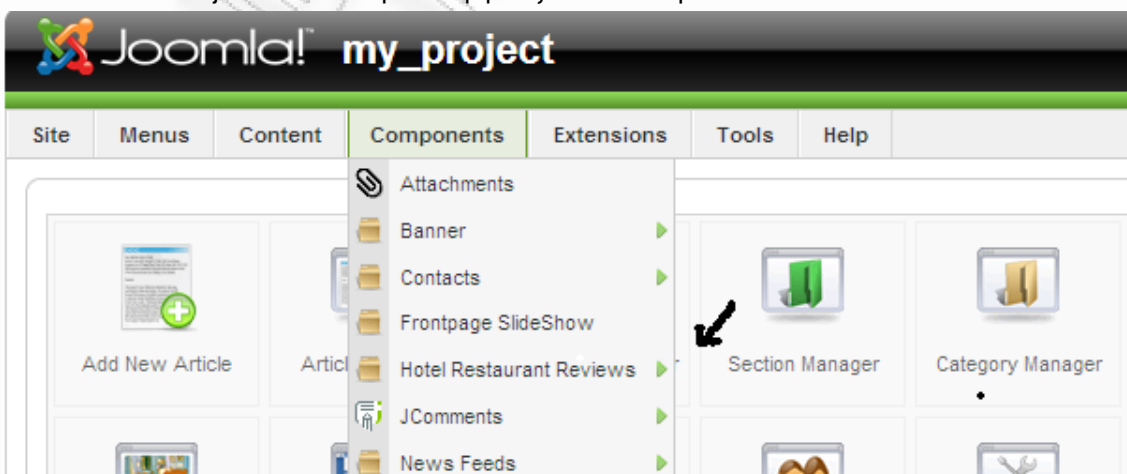 Joomla!™ my_project
Site Menus Content Components Extensions Tools Help
Attachments
Banner
Contacts
Frontpage SlideShow
Hotel Restaurant Reviews
JComments
News Feeds
Add New Article
Section Manager
Category Manager